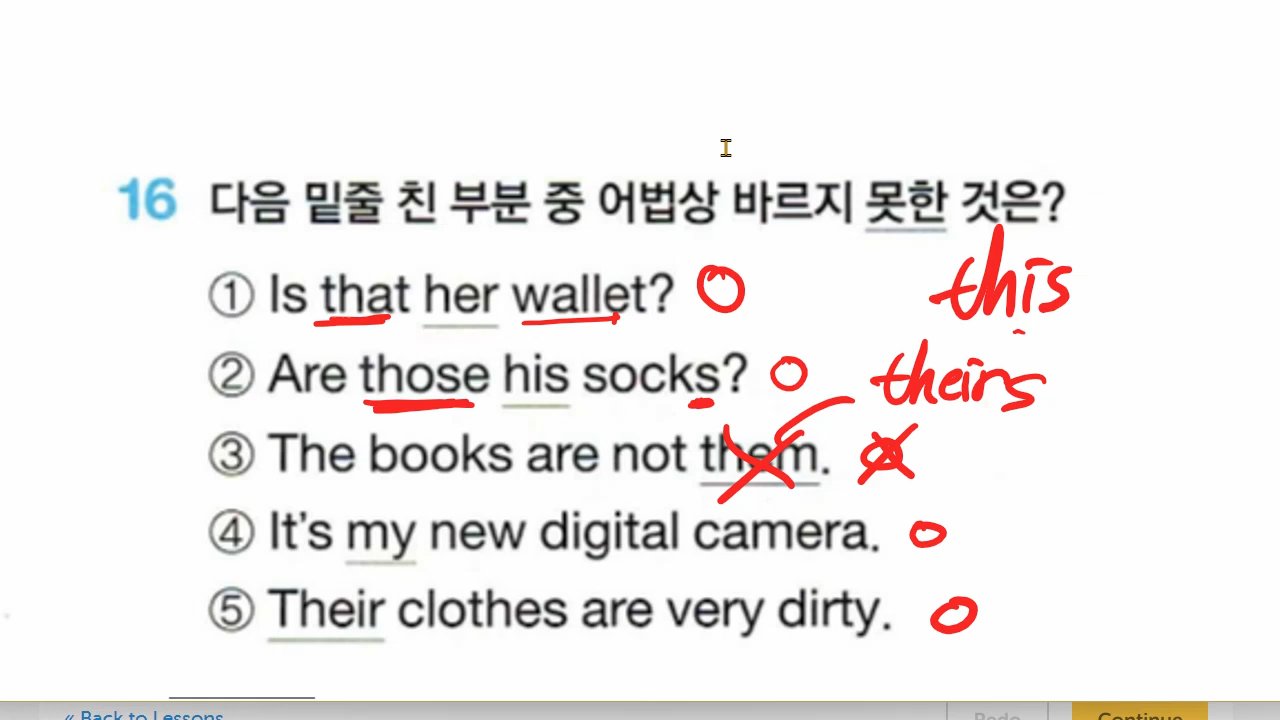 16 다음 밑줄 친 부분 중 어법상 바르지 못한 것은?
① Is that her wallet? O this
② Are those his socks? O theirs
③ The books are not them. X
④ It's my new digital camera. O
⑤ Their clothes are very dirty. O
« Back to Lessons Redo Continue